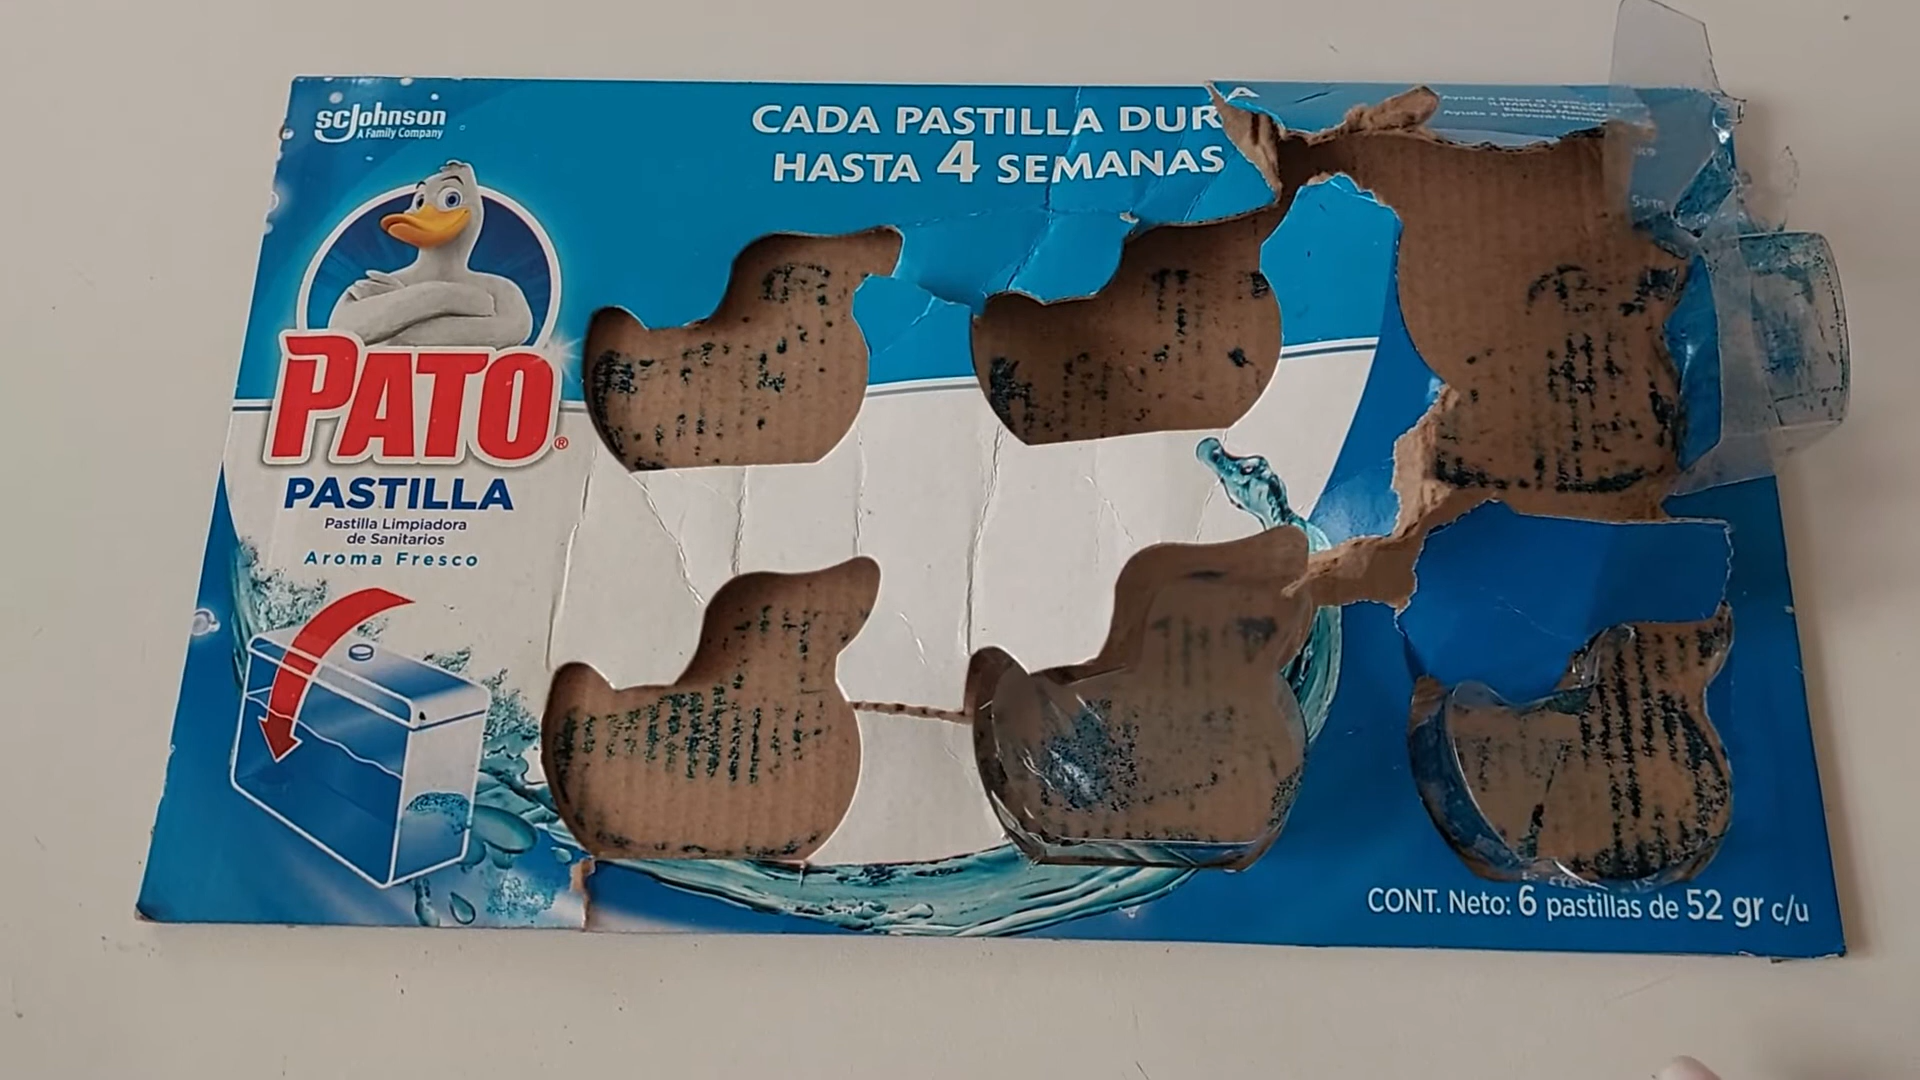 scJohnson
A Family Company
CADA PASTILLA DURA
HASTA 4 SEMANAS
PATO®
PASTILLA
Pastilla Limpiadora
de Sanitarios
Aroma Fresco
CONT. Neto: 6 pastillas de 52 gr c/u